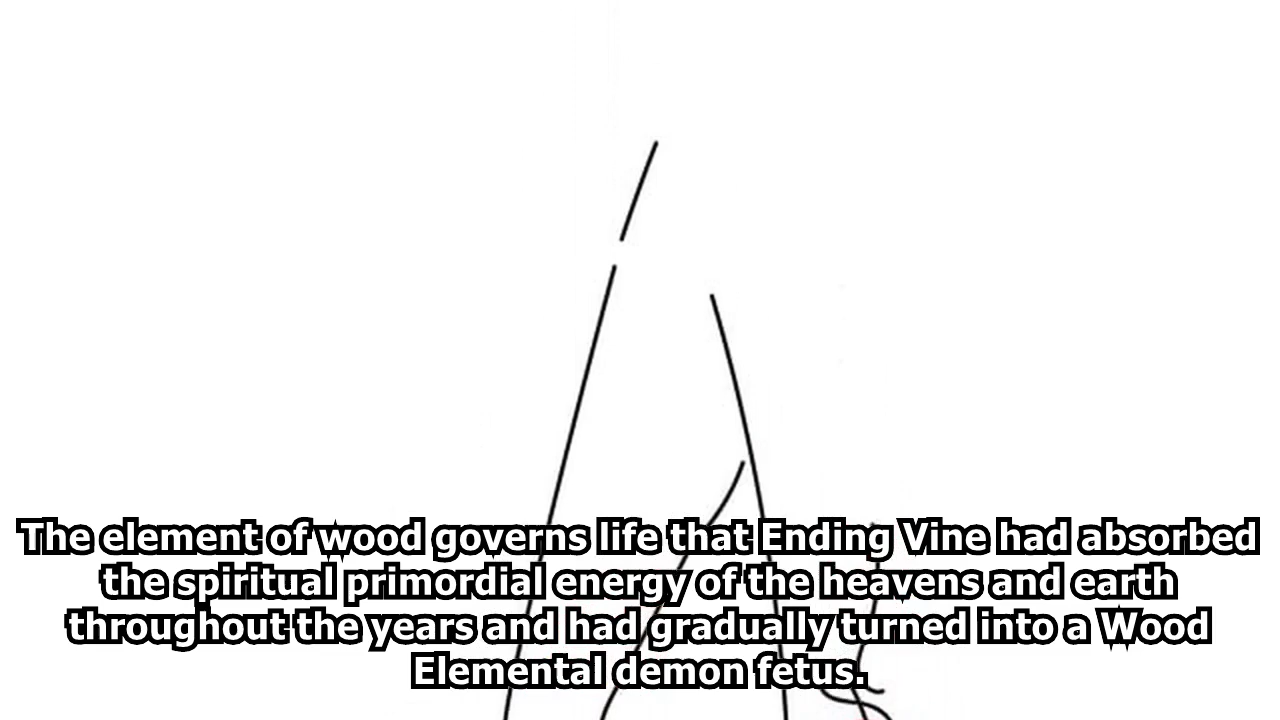 The element of wood governs life that Ending Vine had absorbed
the spiritual primordial energy of the heavens and earth
throughout the years and had gradually turned into a Wood
Elemental demon fetus.